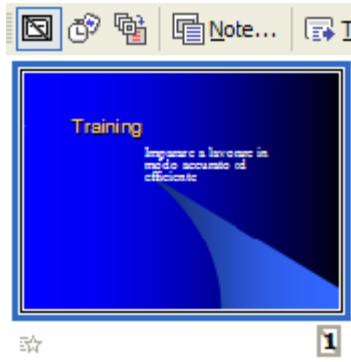 Note...
Training
Imparare a lavorare in
modo accurato ed
efficiente
1